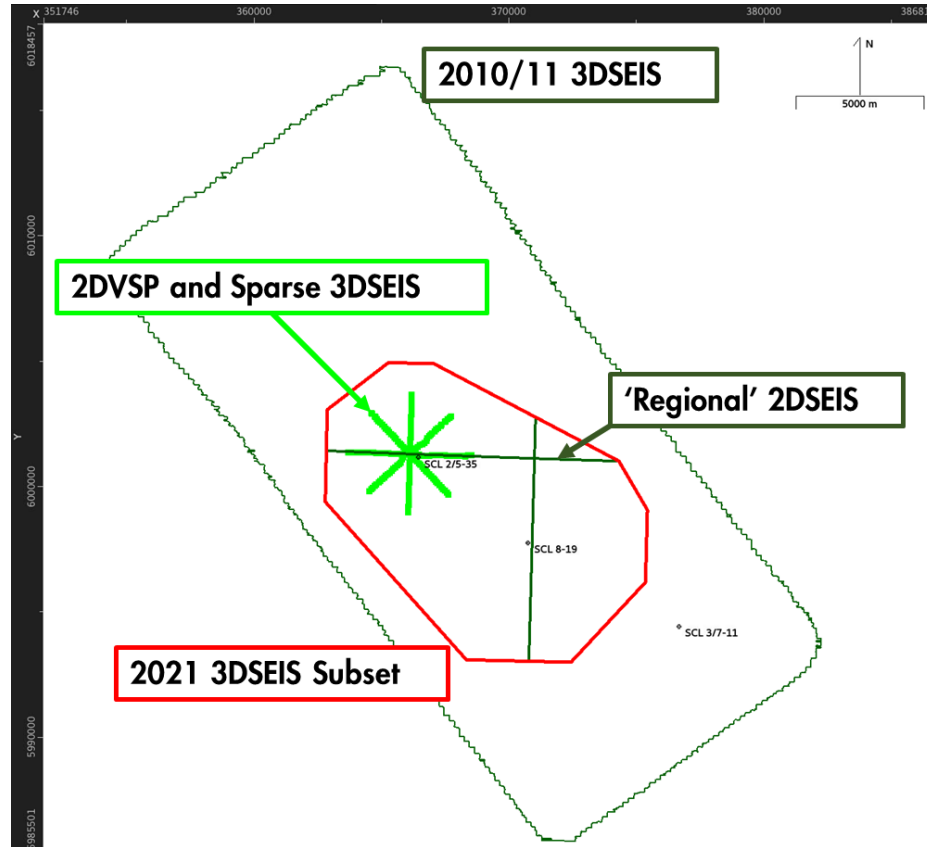 X 351746 360000 370000 380000 38681
6018457
N
2010/11 3DSEIS
5000 m
6010000
2DVSP and Sparse 3DSEIS
'Regional' 2DSEIS
Y
SCL 2/5-35
6000000
SCL 8-19
SCL 3/7-11
2021 3DSEIS Subset
5990000
5985501